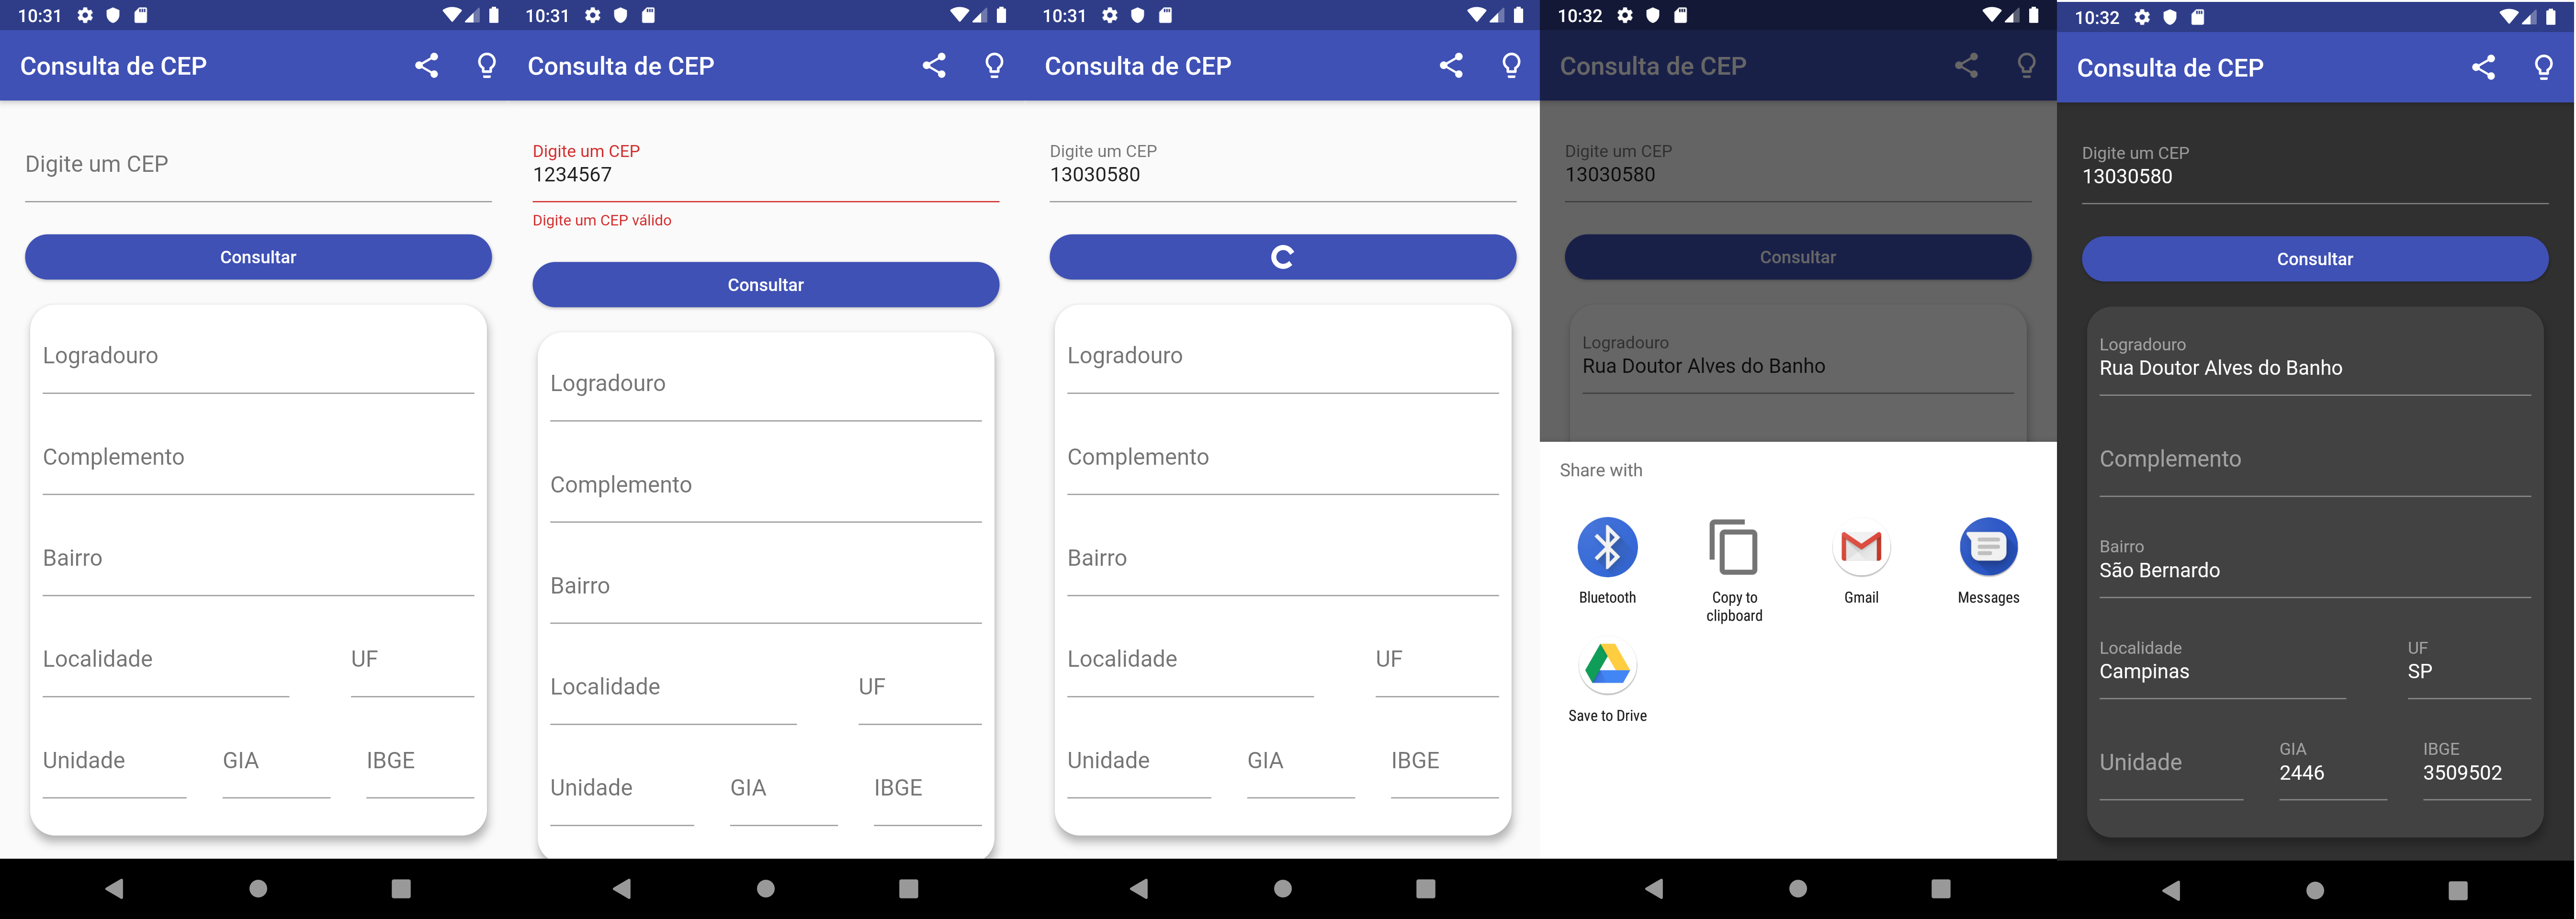 10:31
Consulta de CEP
Digite um CEP
Consultar
Logradouro
Complemento
Bairro
Localidade UF
Unidade GIA IBGE
10:31
Consulta de CEP
Digite um CEP
1234567
Digite um CEP válido
Consultar
Logradouro
Complemento
Bairro
Localidade UF
Unidade GIA IBGE
10:31
Consulta de CEP
Digite um CEP
13030580
Logradouro
Complemento
Bairro
Localidade UF
Unidade GIA IBGE
10:32
Consulta de CEP
Digite um CEP
13030580
Consultar
Logradouro
Rua Doutor Alves do Banho
Share with
Bluetooth Copy to Gmail Messages
clipboard
Save to Drive
10:32
Consulta de CEP
Digite um CEP
13030580
Consultar
Logradouro
Rua Doutor Alves do Banho
Complemento
Bairro
São Bernardo
Localidade UF
Campinas SP
Unidade GIA IBGE
2446 3509502